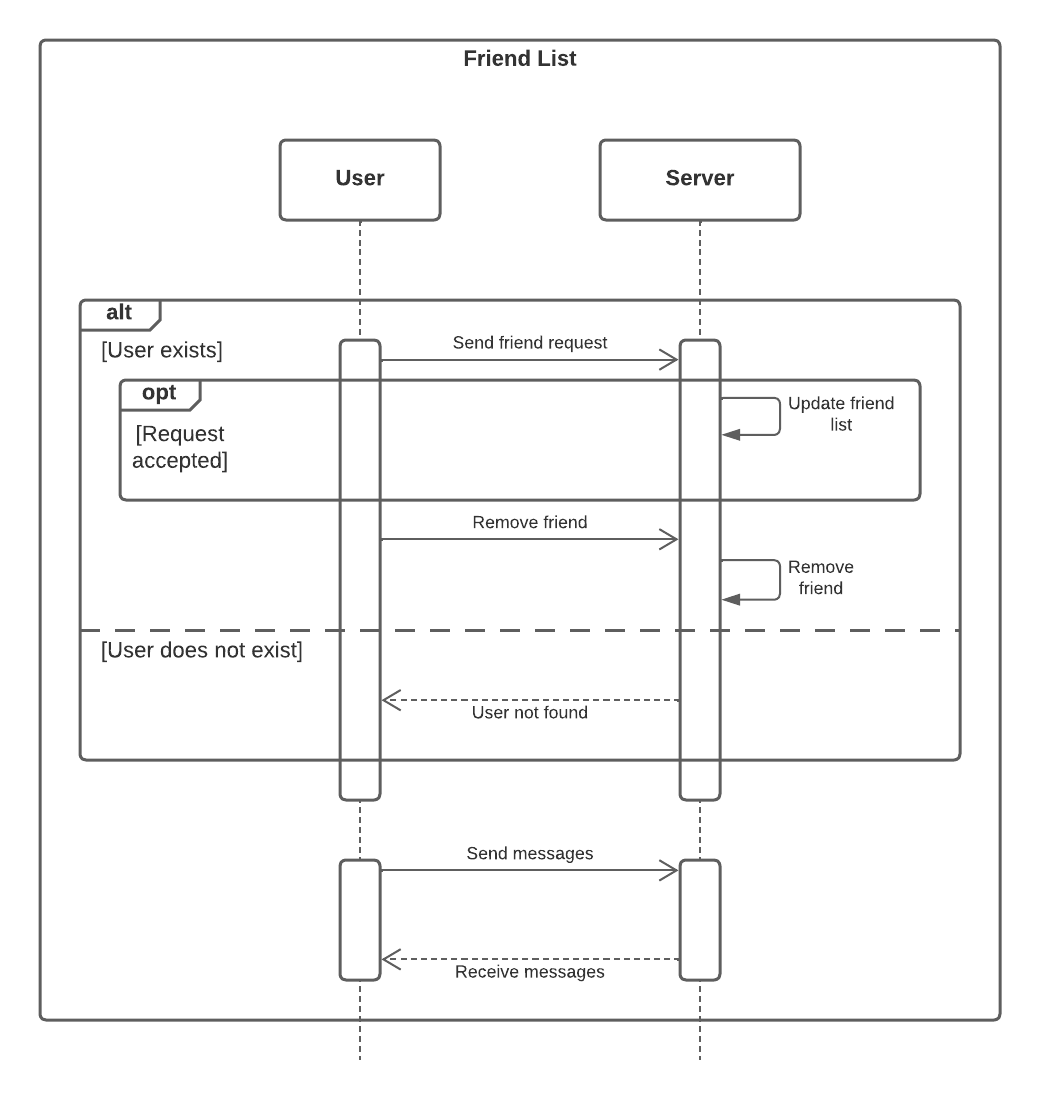 Friend List
User
Server
alt
[User exists]
Send friend request
opt
[Request
accepted]
Update friend
list
Remove friend
Remove
friend
[User does not exist]
User not found
Send messages
Receive messages